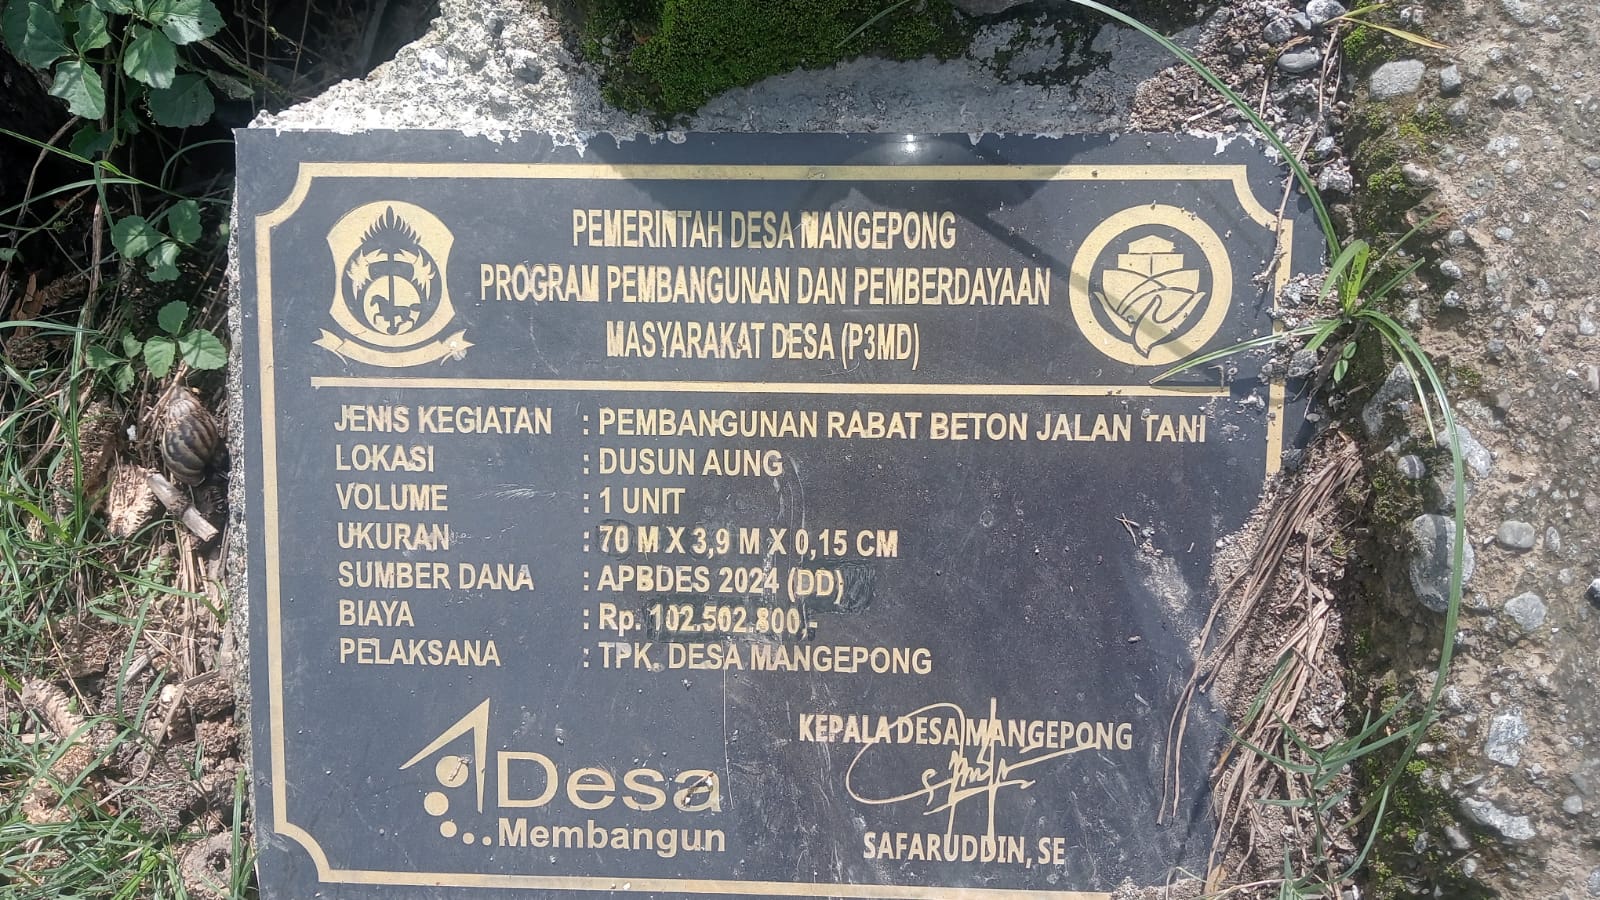 PEMERINTAH DESA MANGEPONG
PROGRAM PEMBANGUNAN DAN PEMBERDAYAAN
MASYARAKAT DESA (P3MD)
JENIS KEGIATAN : PEMBANGUNAN RABAT BETON JALAN TANI
LOKASI : DUSUN AUNG
VOLUME : 1 UNIT
UKURAN : 70 M X 3,9 M X 0,15 CM
SUMBER DANA : APBDES 2024 (DD)
BIAYA : Rp. 102.502.800,-
PELAKSANA : TPK. DESA MANGEPONG
Desa
Membangun
KEPALA DESA MANGEPONG
SAFARUDDIN, SE